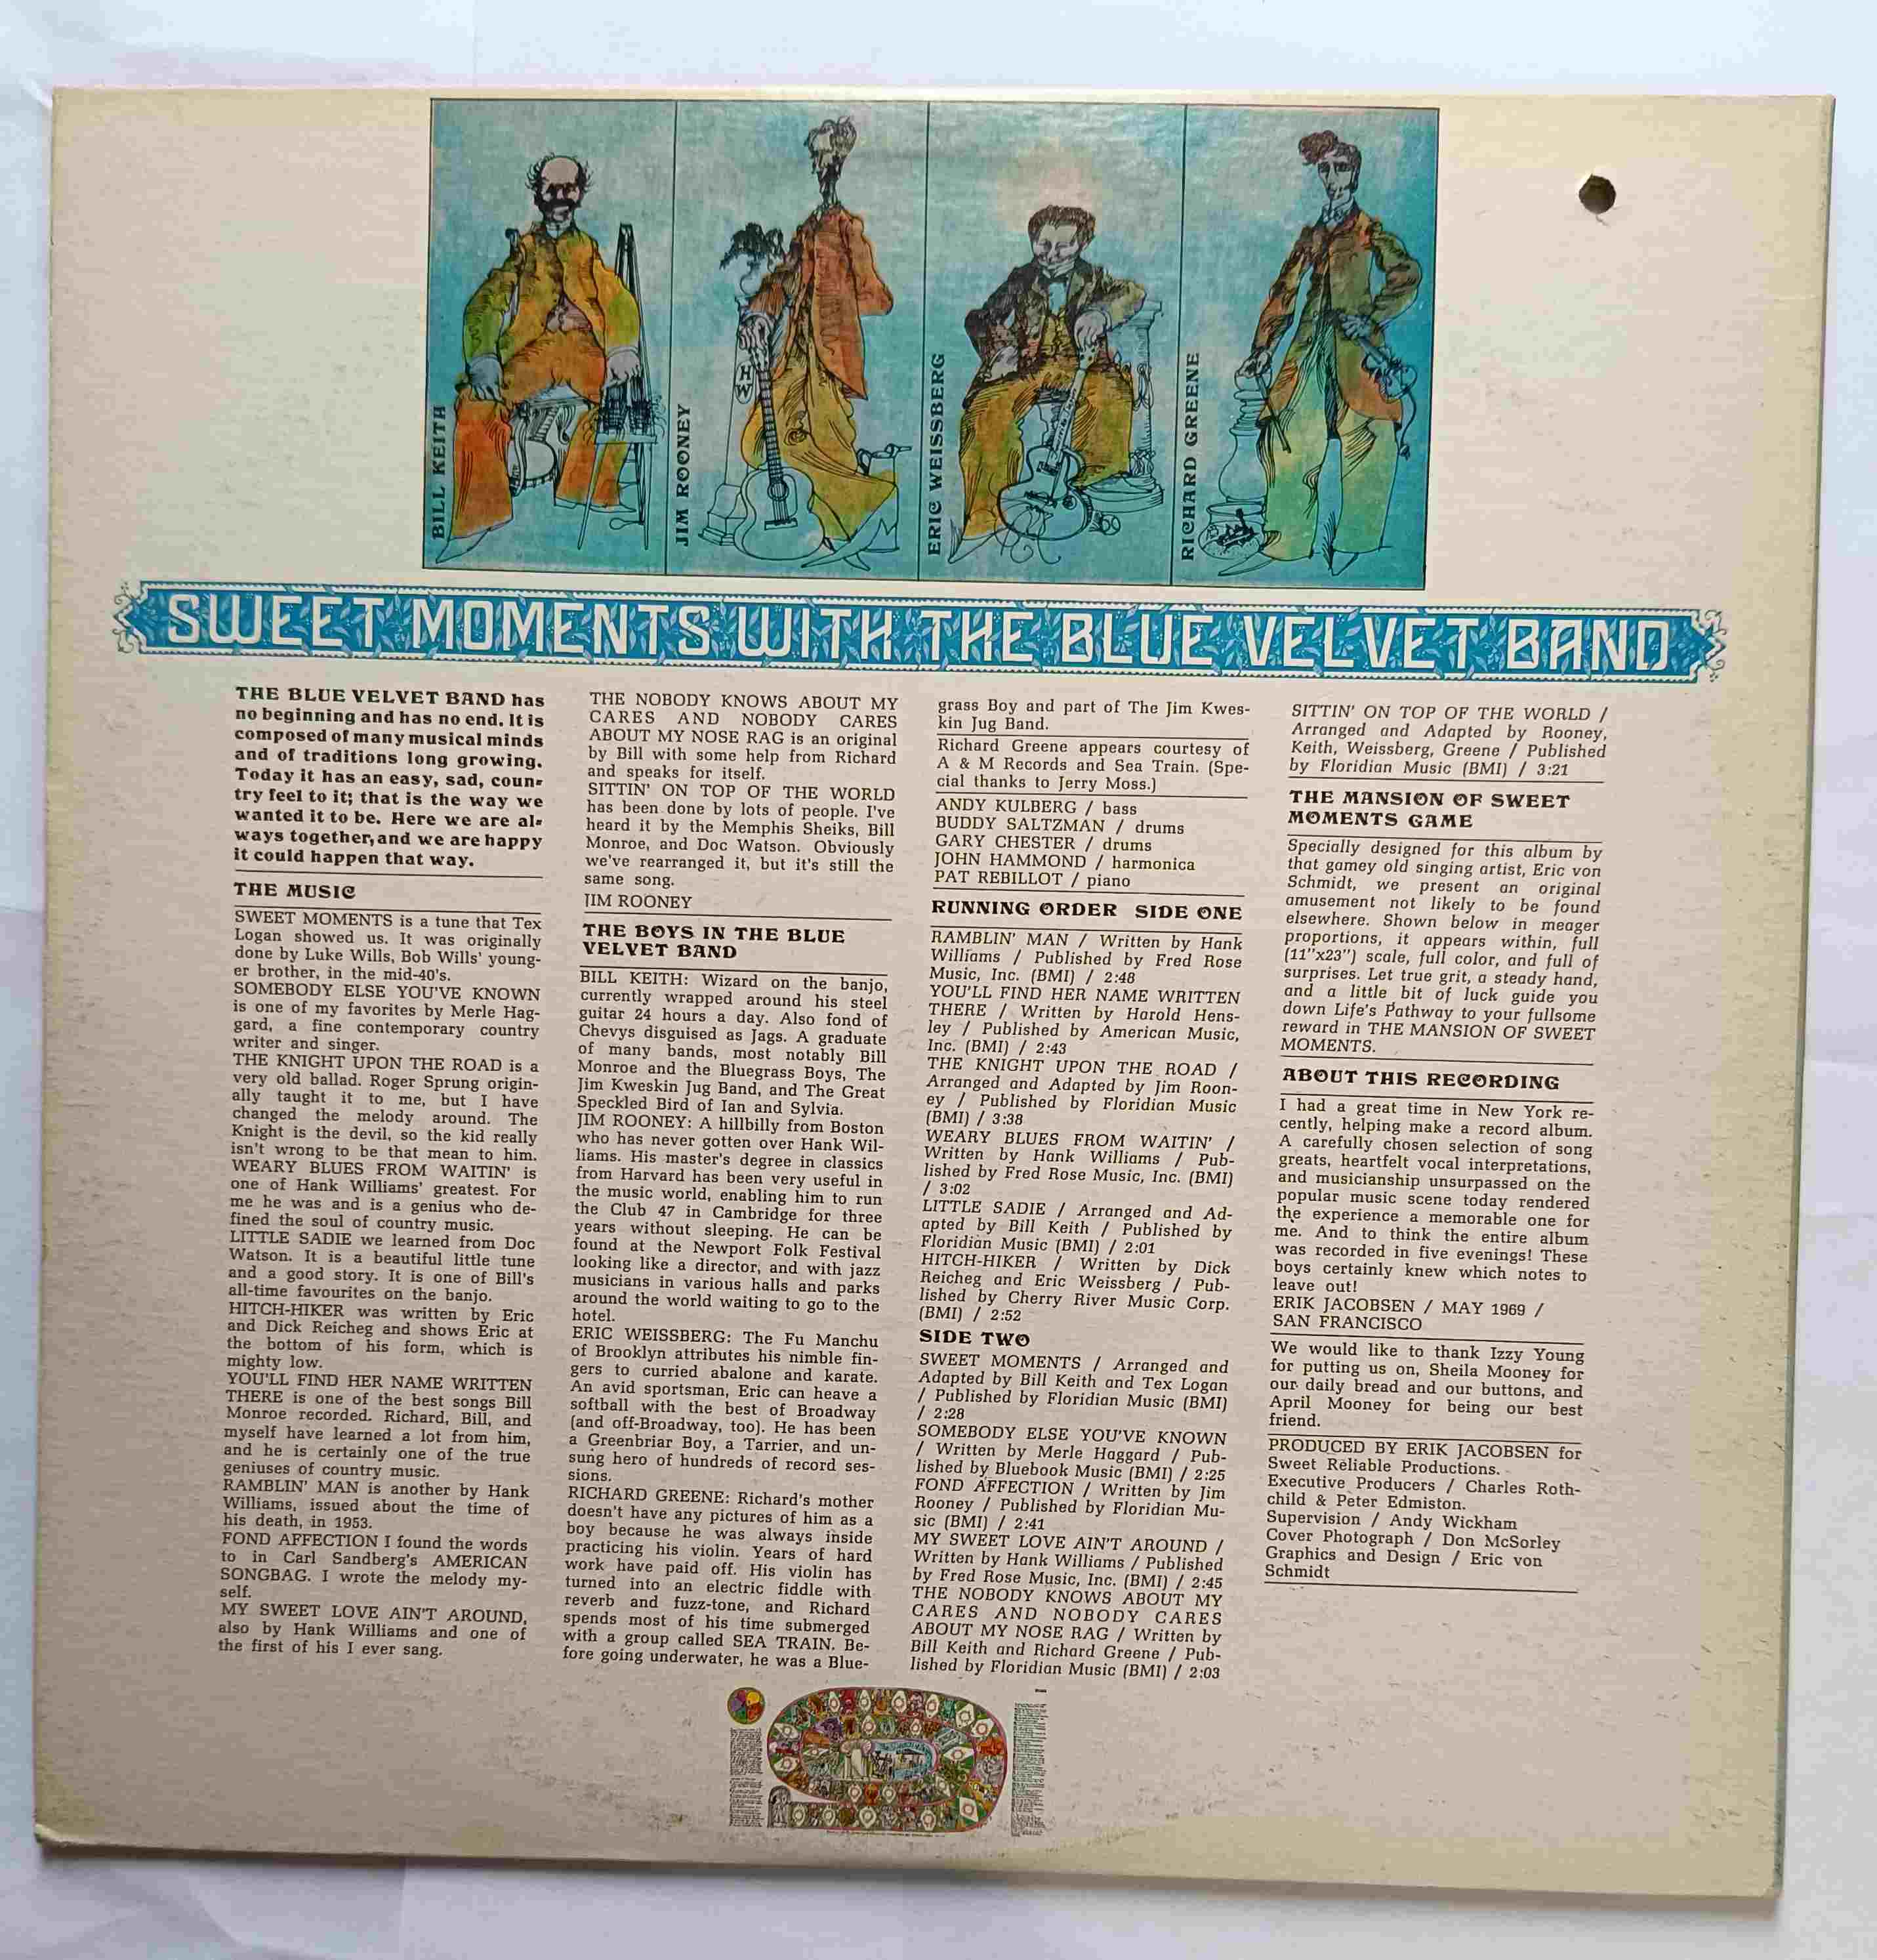 BILL KEITH
JIM ROONEY
ERIC WEISSBERG
RICHARD GREENE
H
W
SWEET MOMENTS WITH THE BLUE VELVET BAND
THE BLUE VELVET BAND has
no beginning and has no end. It is
composed of many musical minds
and of traditions long growing.
Today it has an easy, sad, coun-
try feel to it; that is the way we
wanted it to be. Here we are al-
ways together, and we are happy
it could happen that way.
THE MUSIC
SWEET MOMENTS is a tune that Tex
Logan showed us. It was originally
done by Luke Wills, Bob Wills' young-
er brother, in the mid-40's.
SOMEBODY ELSE YOU'VE KNOWN
is one of my favorites by Merle Hag-
gard, a fine contemporary country
writer and singer.
THE KNIGHT UPON THE ROAD is a
very old ballad. Roger Sprung origin-
ally taught it to me, but I have
changed the melody around. The
Knight is the devil, so the kid really
isn't wrong to be that mean to him.
WEARY BLUES FROM WAITIN' is
one of Hank Williams' greatest. For
me he was and is a genius who de-
fined the soul of country music.
LITTLE SADIE we learned from Doc
Watson. It is a beautiful little tune
and a good story. It is one of Bill's
all-time favourites on the banjo.
HITCH-HIKER was written by Eric
and Dick Reicheg and shows Eric at
the bottom of his form, which is
mighty low.
YOU'LL FIND HER NAME WRITTEN
THERE is one of the best songs Bill
Monroe recorded. Richard, Bill, and
myself have learned a lot from him,
and he is certainly one of the true
geniuses of country music.
RAMBLIN' MAN is another by Hank
Williams, issued about the time of
his death, in 1953.
FOND AFFECTION I found the words
to in Carl Sandberg's AMERICAN
SONGBAG. I wrote the melody my-
self.
MY SWEET LOVE AIN'T AROUND,
also by Hank Williams and one of
the first of his I ever sang.
THE NOBODY KNOWS ABOUT MY
CARES AND NOBODY CARES
ABOUT MY NOSE RAG is an original
by Bill with some help from Richard
and speaks for itself.
SITTIN' ON TOP OF THE WORLD
has been done by lots of people. I've
heard it by the Memphis Sheiks, Bill
Monroe, and Doc Watson. Obviously
we've rearranged it, but it's still the
same song.
JIM ROONEY
THE BOYS IN THE BLUE
VELVET BAND
BILL KEITH: Wizard on the banjo,
currently wrapped around his steel
guitar 24 hours a day. Also fond of
Chevys disguised as Jags. A graduate
of many bands, most notably Bill
Monroe and the Bluegrass Boys, The
Jim Kweskin Jug Band, and The Great
Speckled Bird of Ian and Sylvia.
JIM ROONEY: A hillbilly from Boston
who has never gotten over Hank Wil-
liams. His master's degree in classics
from Harvard has been very useful in
the music world, enabling him to run
the Club 47 in Cambridge for three
years without sleeping. He can be
found at the Newport Folk Festival
looking like a director, and with jazz
musicians in various halls and parks
around the world waiting to go to the
hotel.
ERIC WEISSBERG: The Fu Manchu
of Brooklyn attributes his nimble fin-
gers to curried abalone and karate.
An avid sportsman, Eric can heave a
softball with the best of Broadway
(and off-Broadway, too). He has been
a Greenbriar Boy, a Tarrier, and un-
sung hero of hundreds of record ses-
sions.
RICHARD GREENE: Richard's mother
doesn't have any pictures of him as a
boy because he was always inside
practicing his violin. Years of hard
work have paid off. His violin has
turned into an electric fiddle with
reverb and fuzz-tone, and Richard
spends most of his time submerged
with a group called SEA TRAIN. Be-
fore going underwater, he was a Blue-
grass Boy and part of The Jim Kwes-
kin Jug Band.
Richard Greene appears courtesy of
A & M Records and Sea Train. (Spe-
cial thanks to Jerry Moss.)
ANDY KULBERG / bass
BUDDY SALTZMAN / drums
GARY CHESTER / drums
JOHN HAMMOND / harmonica
PAT REBILLOT / piano
RUNNING ORDER SIDE ONE
RAMBLIN' MAN / Written by Hank
Williams / Published by Fred Rose
Music, Inc. (BMI) / 2:48
YOU'LL FIND HER NAME WRITTEN
THERE / Written by Harold Hens-
ley / Published by American Music,
Inc. (BMI) / 2:43
THE KNIGHT UPON THE ROAD /
Arranged and Adapted by Jim Roon-
ey / Published by Floridian Music
(BMI) / 3:38
WEARY BLUES FROM WAITIN' /
Written by Hank Williams / Pub-
lished by Fred Rose Music, Inc. (BMI)
/ 3:02
LITTLE SADIE / Arranged and Ad-
apted by Bill Keith / Published by
Floridian Music (BMI) / 2:01
HITCH-HIKER / Written by Dick
Reicheg and Eric Weissberg / Pub-
lished by Cherry River Music Corp.
(BMI) / 2:52
SIDE TWO
SWEET MOMENTS / Arranged and
Adapted by Bill Keith and Tex Logan
/ Published by Floridian Music (BMI)
/ 2:28
SOMEBODY ELSE YOU'VE KNOWN
/ Written by Merle Haggard / Pub-
lished by Bluebook Music (BMI) / 2:25
FOND AFFECTION / Written by Jim
Rooney / Published by Floridian Mu-
sic (BMI) / 2:41
MY SWEET LOVE AIN'T AROUND /
Written by Hank Williams / Published
by Fred Rose Music, Inc. (BMI) / 2:45
THE NOBODY KNOWS ABOUT MY
CARES AND NOBODY CARES
ABOUT MY NOSE RAG / Written by
Bill Keith and Richard Greene / Pub-
lished by Floridian Music (BMI) / 2:03
SITTIN' ON TOP OF THE WORLD /
Arranged and Adapted by Rooney,
Keith, Weissberg, Greene / Published
by Floridian Music (BMI) / 3:21
THE MANSION OF SWEET
MOMENTS GAME
Specially designed for this album by
that gamey old singing artist, Eric von
Schmidt, we present an original
amusement not likely to be found
elsewhere. Shown below in meager
proportions, it appears within, full
(11"x23") scale, full color, and full of
surprises. Let true grit, a steady hand,
and a little bit of luck guide you
down Life's Pathway to your fullsome
reward in THE MANSION OF SWEET
MOMENTS.
ABOUT THIS RECORDING
I had a great time in New York re-
cently, helping make a record album.
A carefully chosen selection of song
greats, heartfelt vocal interpretations,
and musicianship unsurpassed on the
popular music scene today rendered
the experience a memorable one for
me. And to think the entire album
was recorded in five evenings! These
boys certainly knew which notes to
leave out!
ERIK JACOBSEN / MAY 1969 /
SAN FRANCISCO
We would like to thank Izzy Young
for putting us on, Sheila Mooney for
our daily bread and our buttons, and
April Mooney for being our best
friend.
PRODUCED BY ERIK JACOBSEN for
Sweet Reliable Productions.
Executive Producers / Charles Roth-
child & Peter Edmiston.
Supervision / Andy Wickham
Cover Photograph / Don McSorley
Graphics and Design / Eric von
Schmidt